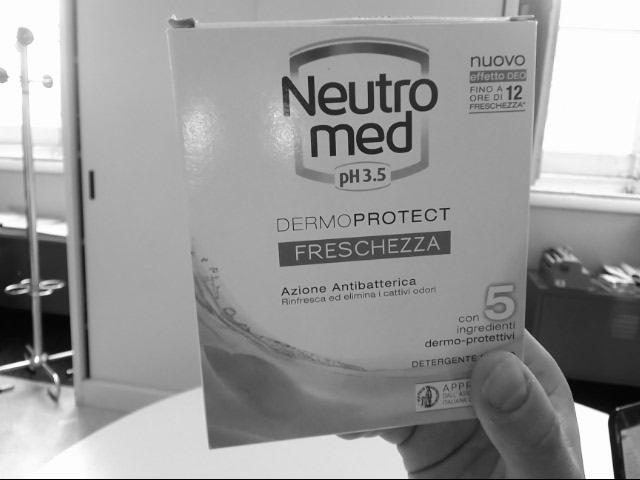 Neutro
med
pH 3.5
nuovo
effetto DEO
FINO A
ORE DI 12
FRESCHEZZA*
DERMOPROTECT
FRESCHEZZA
Azione Antibatterica
Rinfresca ed elimina i cattivi odori
con 5
ingredienti
dermo-protettivi
DETERGENTE